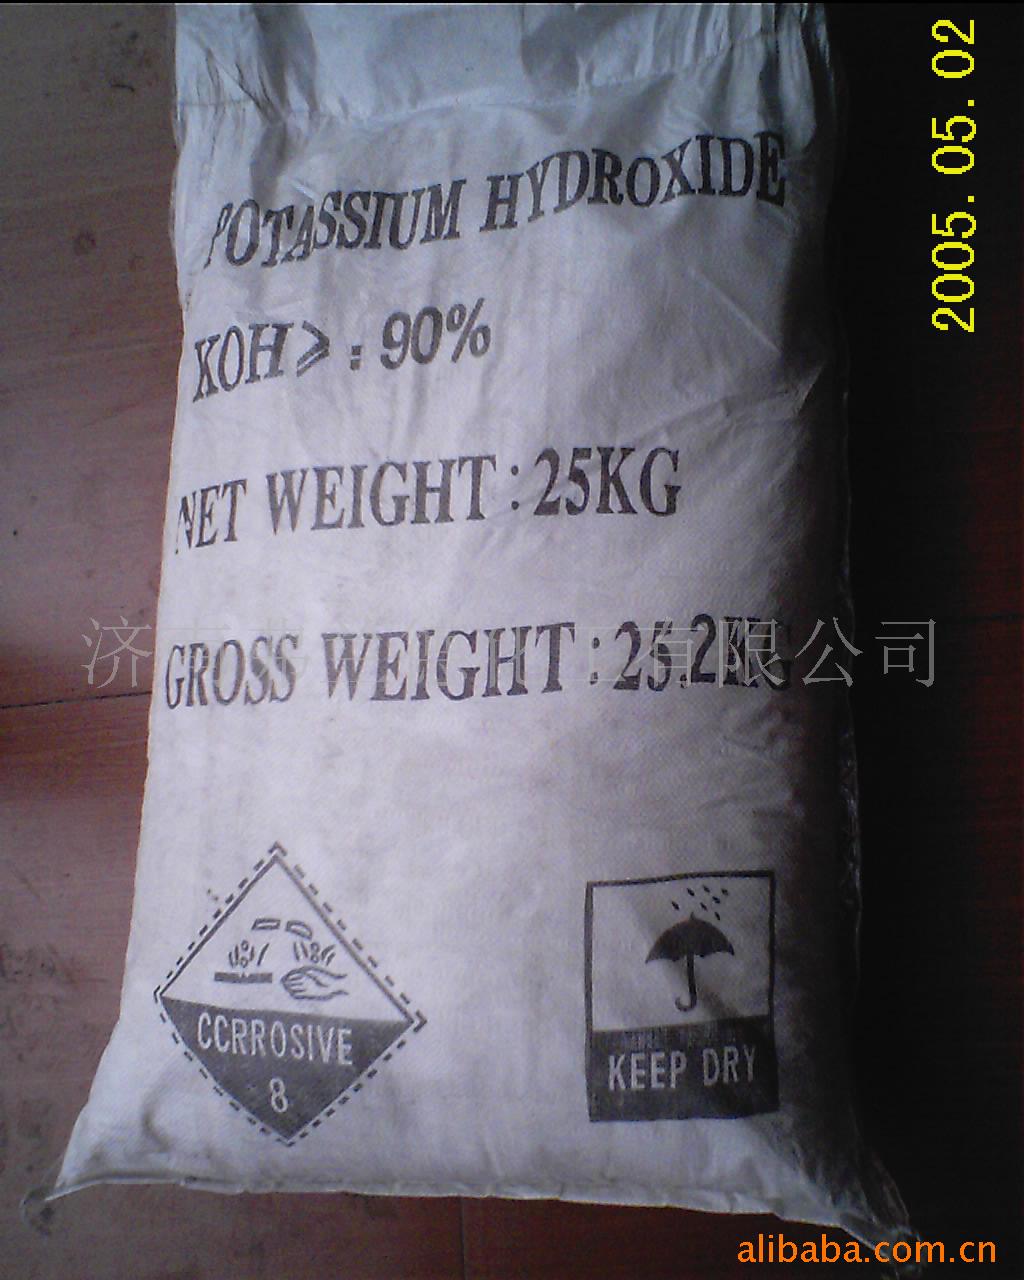 2005.05.02
POTASSIUM HYDROXIDE
KOH≥:90%
NET WEIGHT:25KG
GROSS WEIGHT:25.2KG
济南
有限公司
CCRROSIVE
8
KEEP DRY
alibaba.com.cn